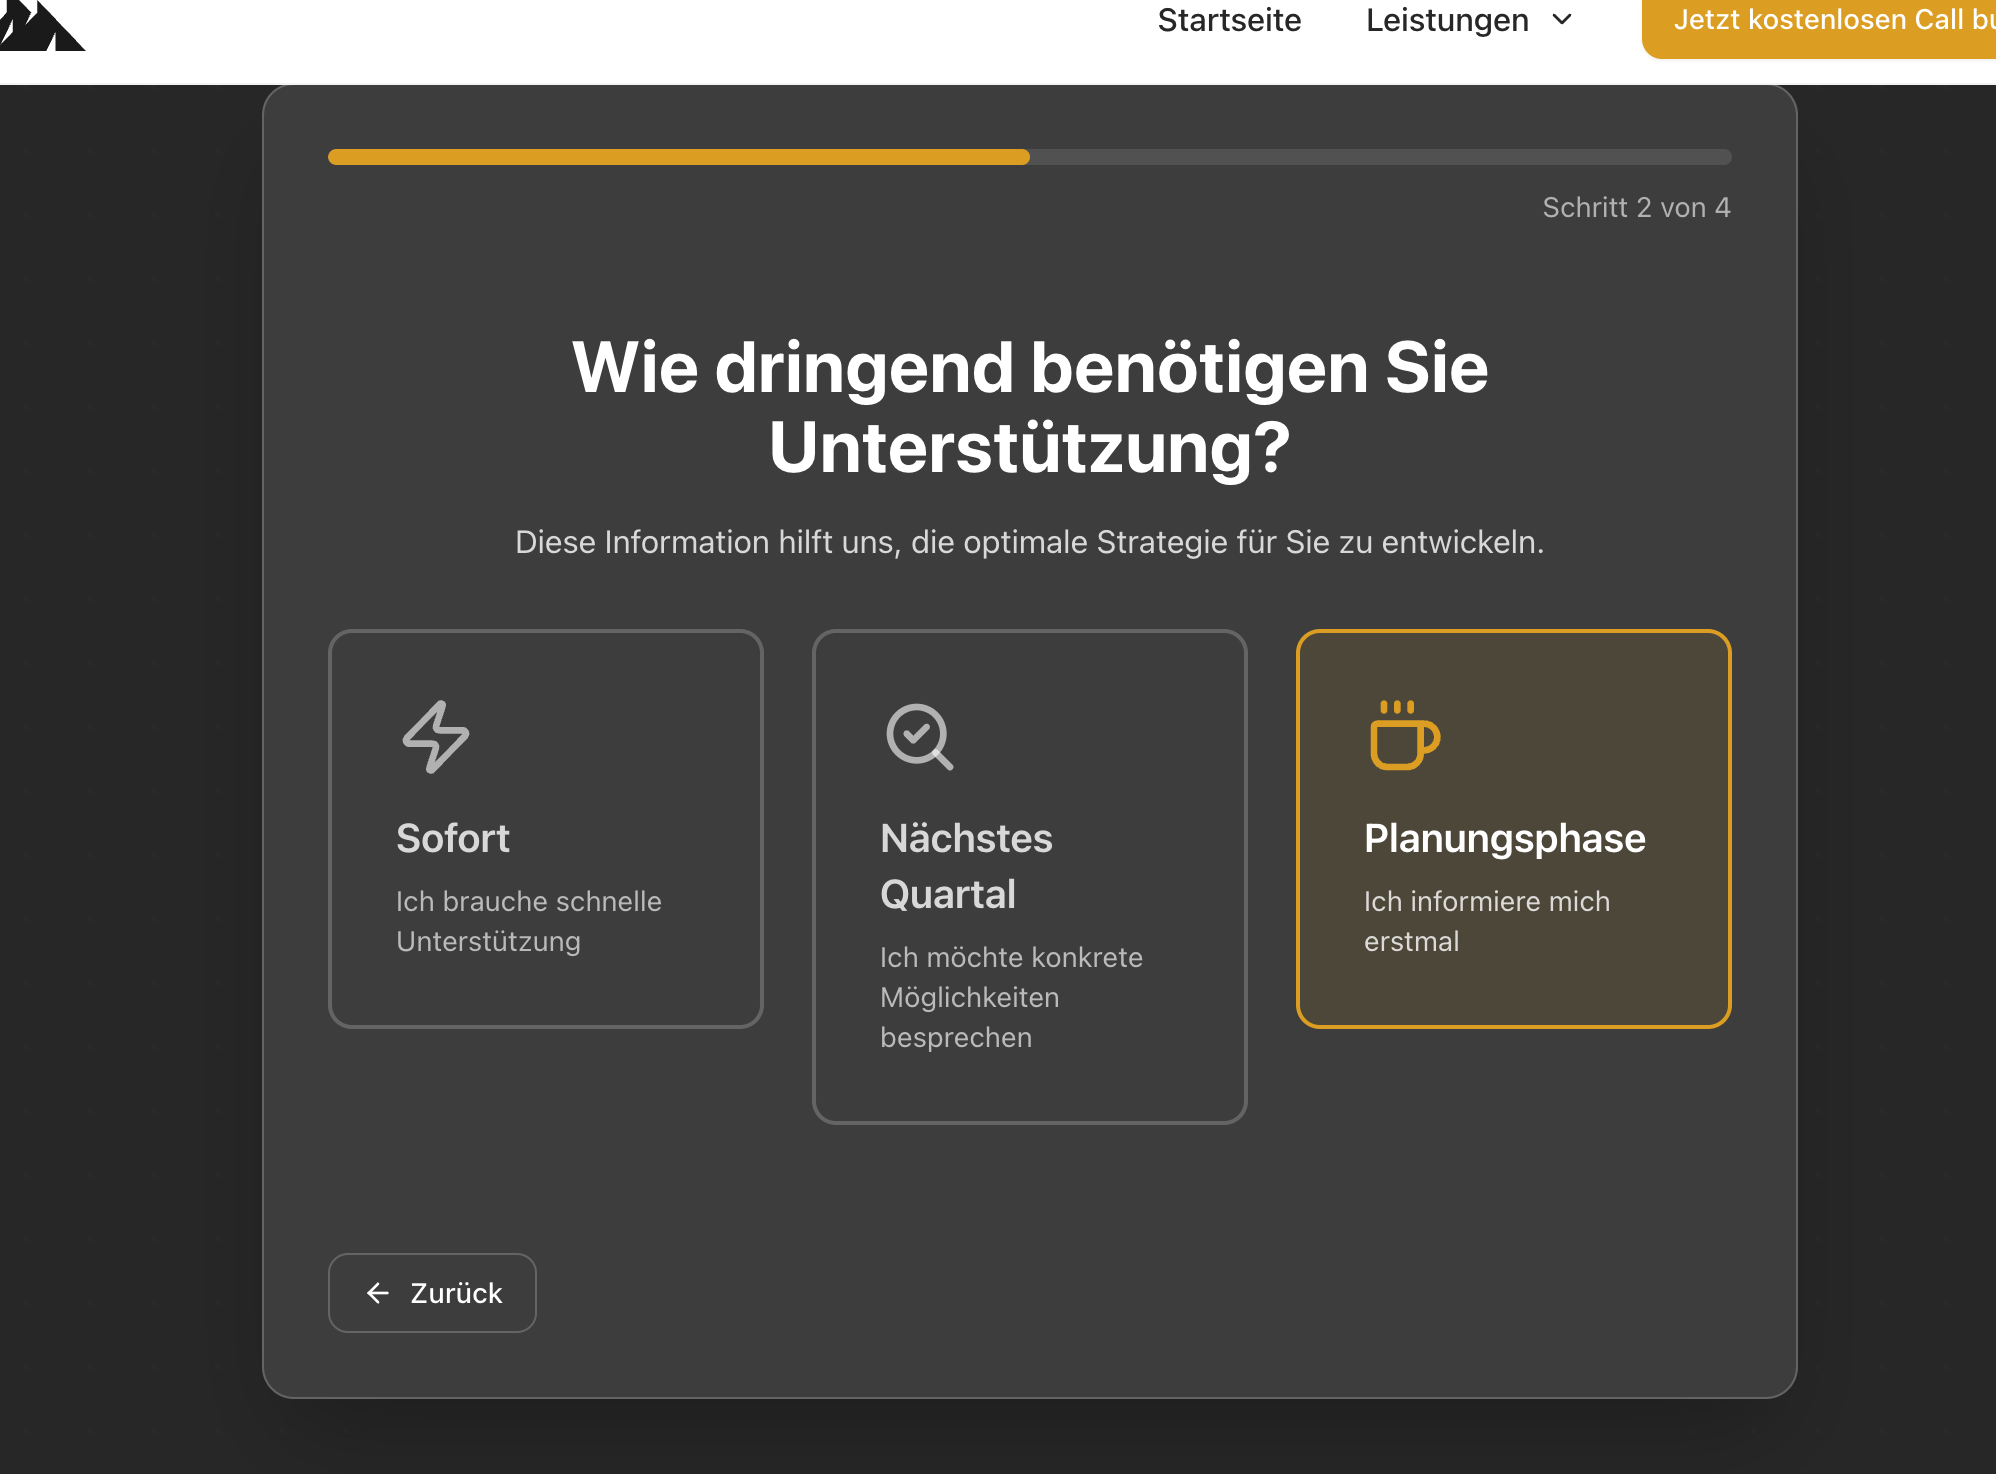 Startseite
Leistungen
Jetzt kostenlosen Call
Schritt 2 von 4
Wie dringend benötigen Sie
Unterstützung?
Diese Information hilft uns, die optimale Strategie für Sie zu entwickeln.
Sofort
Ich brauche schnelle
Unterstützung
Nächstes
Quartal
Ich möchte konkrete
Möglichkeiten
besprechen
Planungsphase
Ich informiere mich
erstmal
Zurück